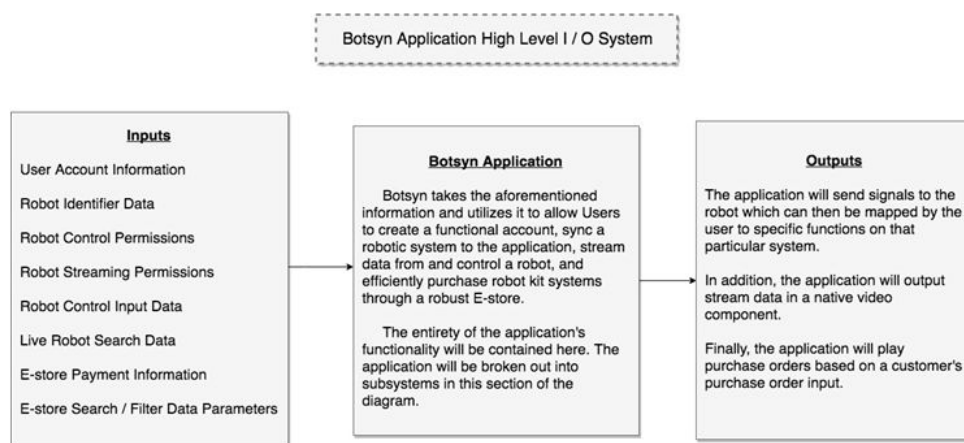 Botsyn Application High Level I / O System
Inputs
User Account Information
Robot Identifier Data
Robot Control Permissions
Robot Streaming Permissions
Robot Control Input Data
Live Robot Search Data
E-store Payment Information
E-store Search / Filter Data Parameters
Botsyn Application
Botsyn takes the aforementioned
information and utilizes it to allow Users
to create a functional account, sync a
robotic system to the application, stream
data from and control a robot, and
efficiently purchase robot kit systems
through a robust E-store.
The entirety of the application's
functionality will be contained here. The
application will be broken out into
subsystems in this section of the
diagram.
Outputs
The application will send signals to the
robot which can then be mapped by the
user to specific functions on that
particular system.
In addition, the application will output
stream data in a native video
component.
Finally, the application will play
purchase orders based on a customer's
purchase order input.